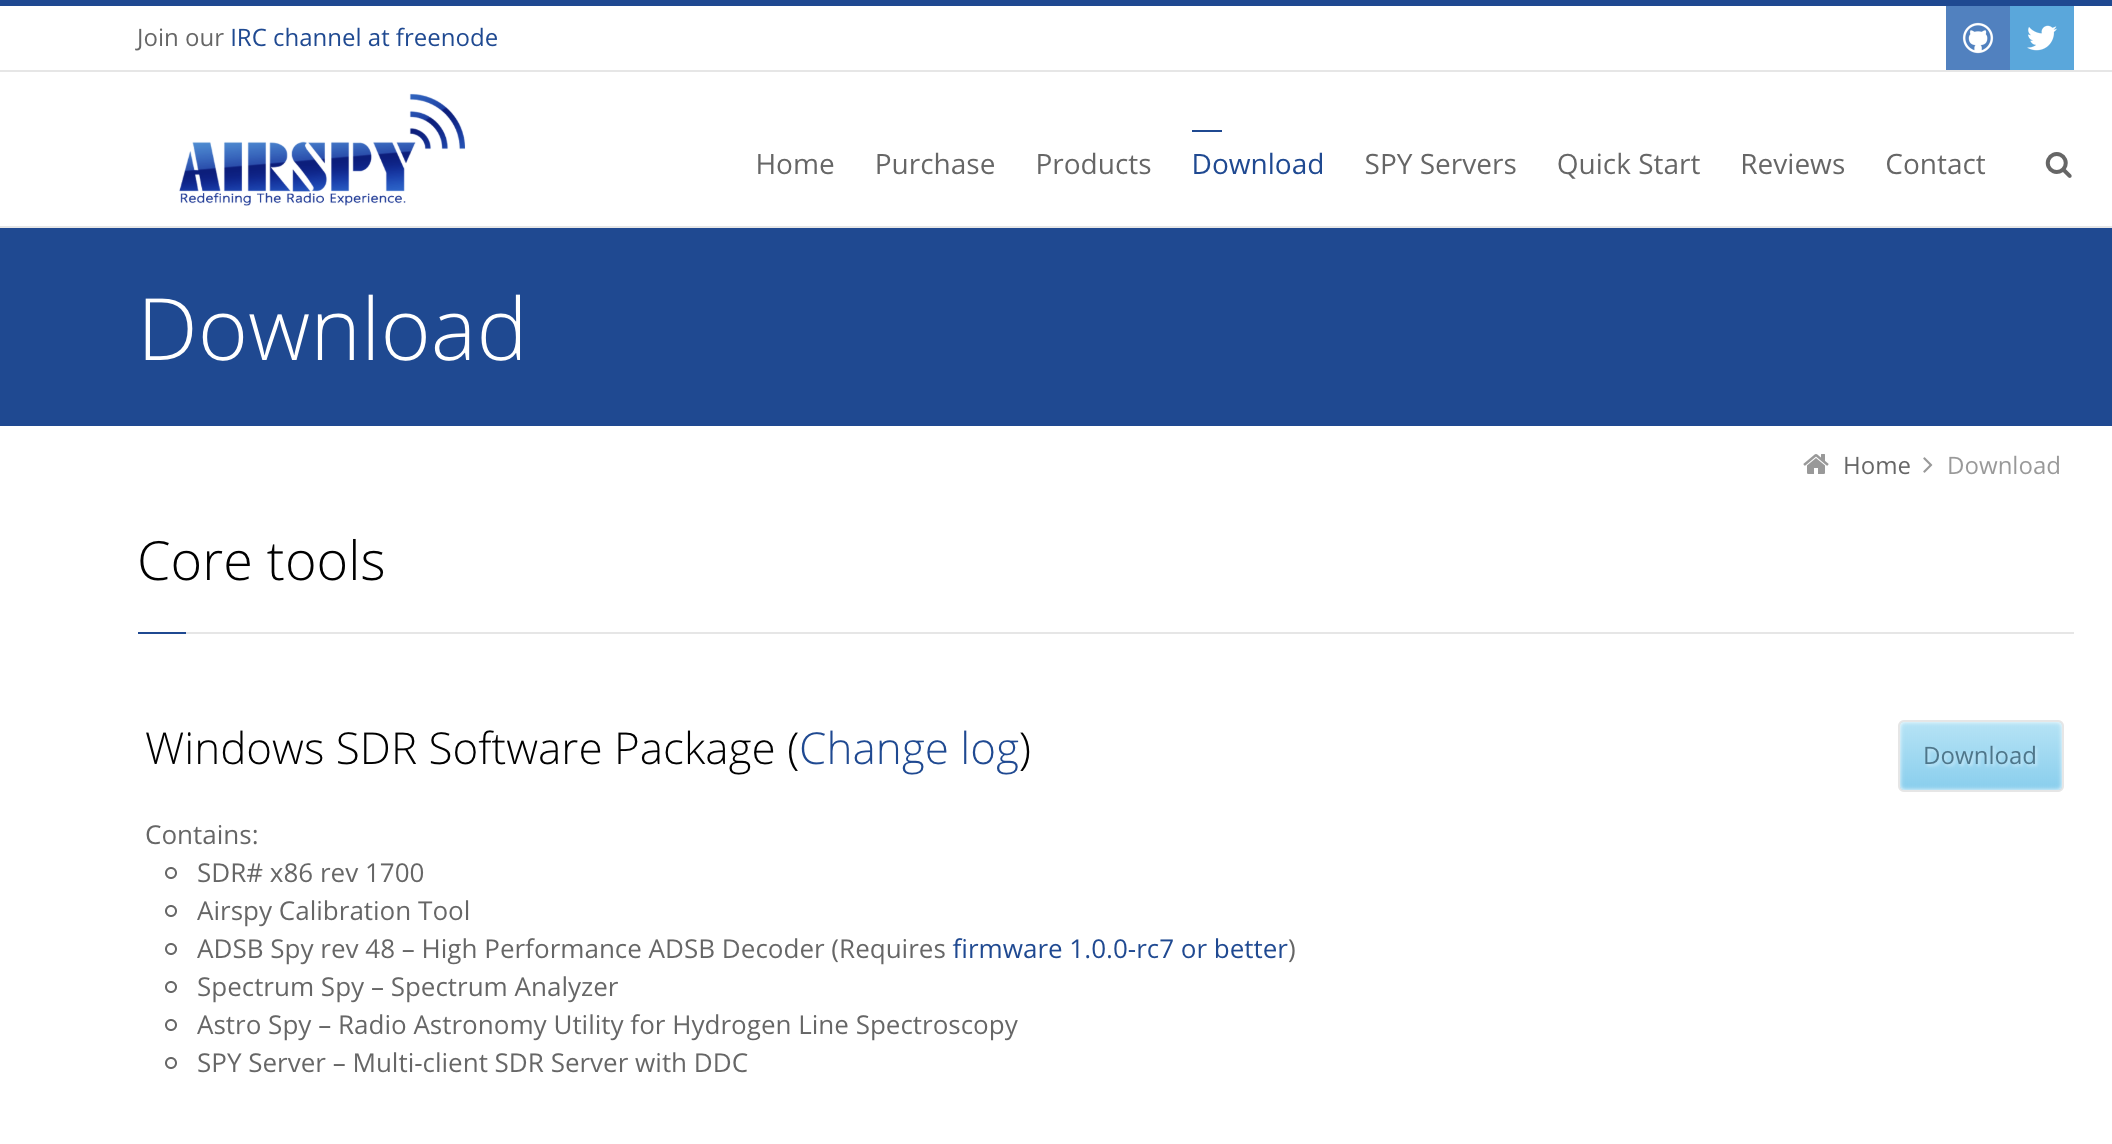 Join our IRC channel at freenode
AIRSPY
Redefining The Radio Experience.
Home Purchase Products Download SPY Servers Quick Start Reviews Contact
Download
Home Download
Core tools
Windows SDR Software Package (Change log)
Download
Contains:
SDR# x86 rev 1700
Airspy Calibration Tool
ADSB Spy rev 48 – High Performance ADSB Decoder (Requires firmware 1.0.0-rc7 or better)
Spectrum Spy – Spectrum Analyzer
Astro Spy – Radio Astronomy Utility for Hydrogen Line Spectroscopy
SPY Server – Multi-client SDR Server with DDC